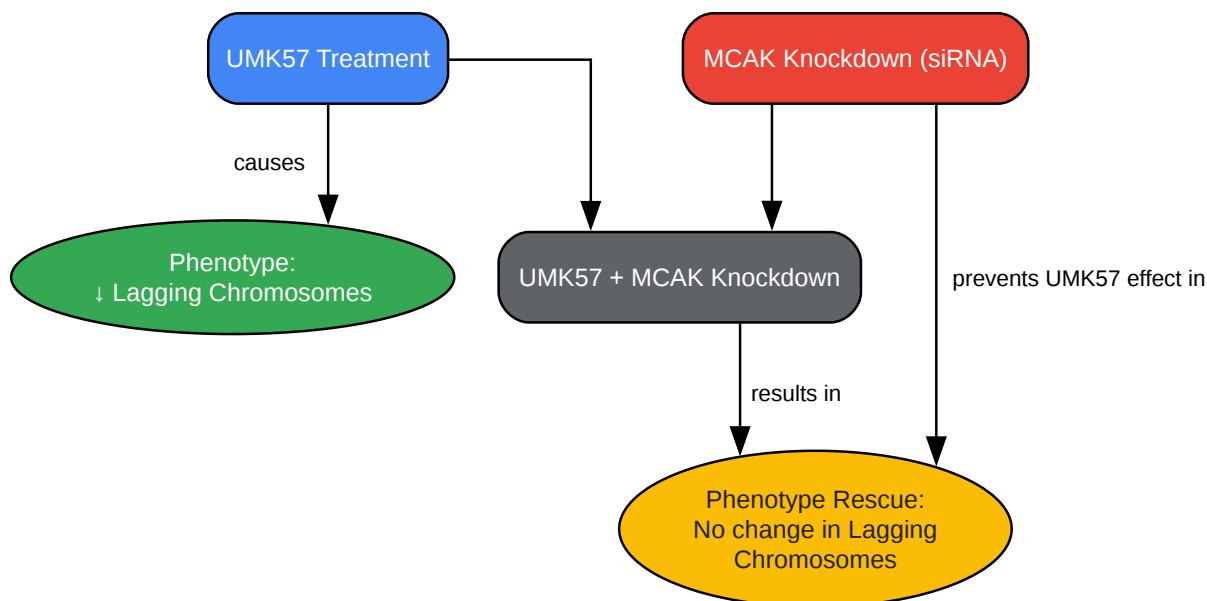 UMK57 Treatment
MCAK Knockdown (siRNA)
causes
Phenotype:
↓ Lagging Chromosomes
UMK57 + MCAK Knockdown
prevents UMK57 effect in
results in
Phenotype Rescue:
No change in Lagging
Chromosomes